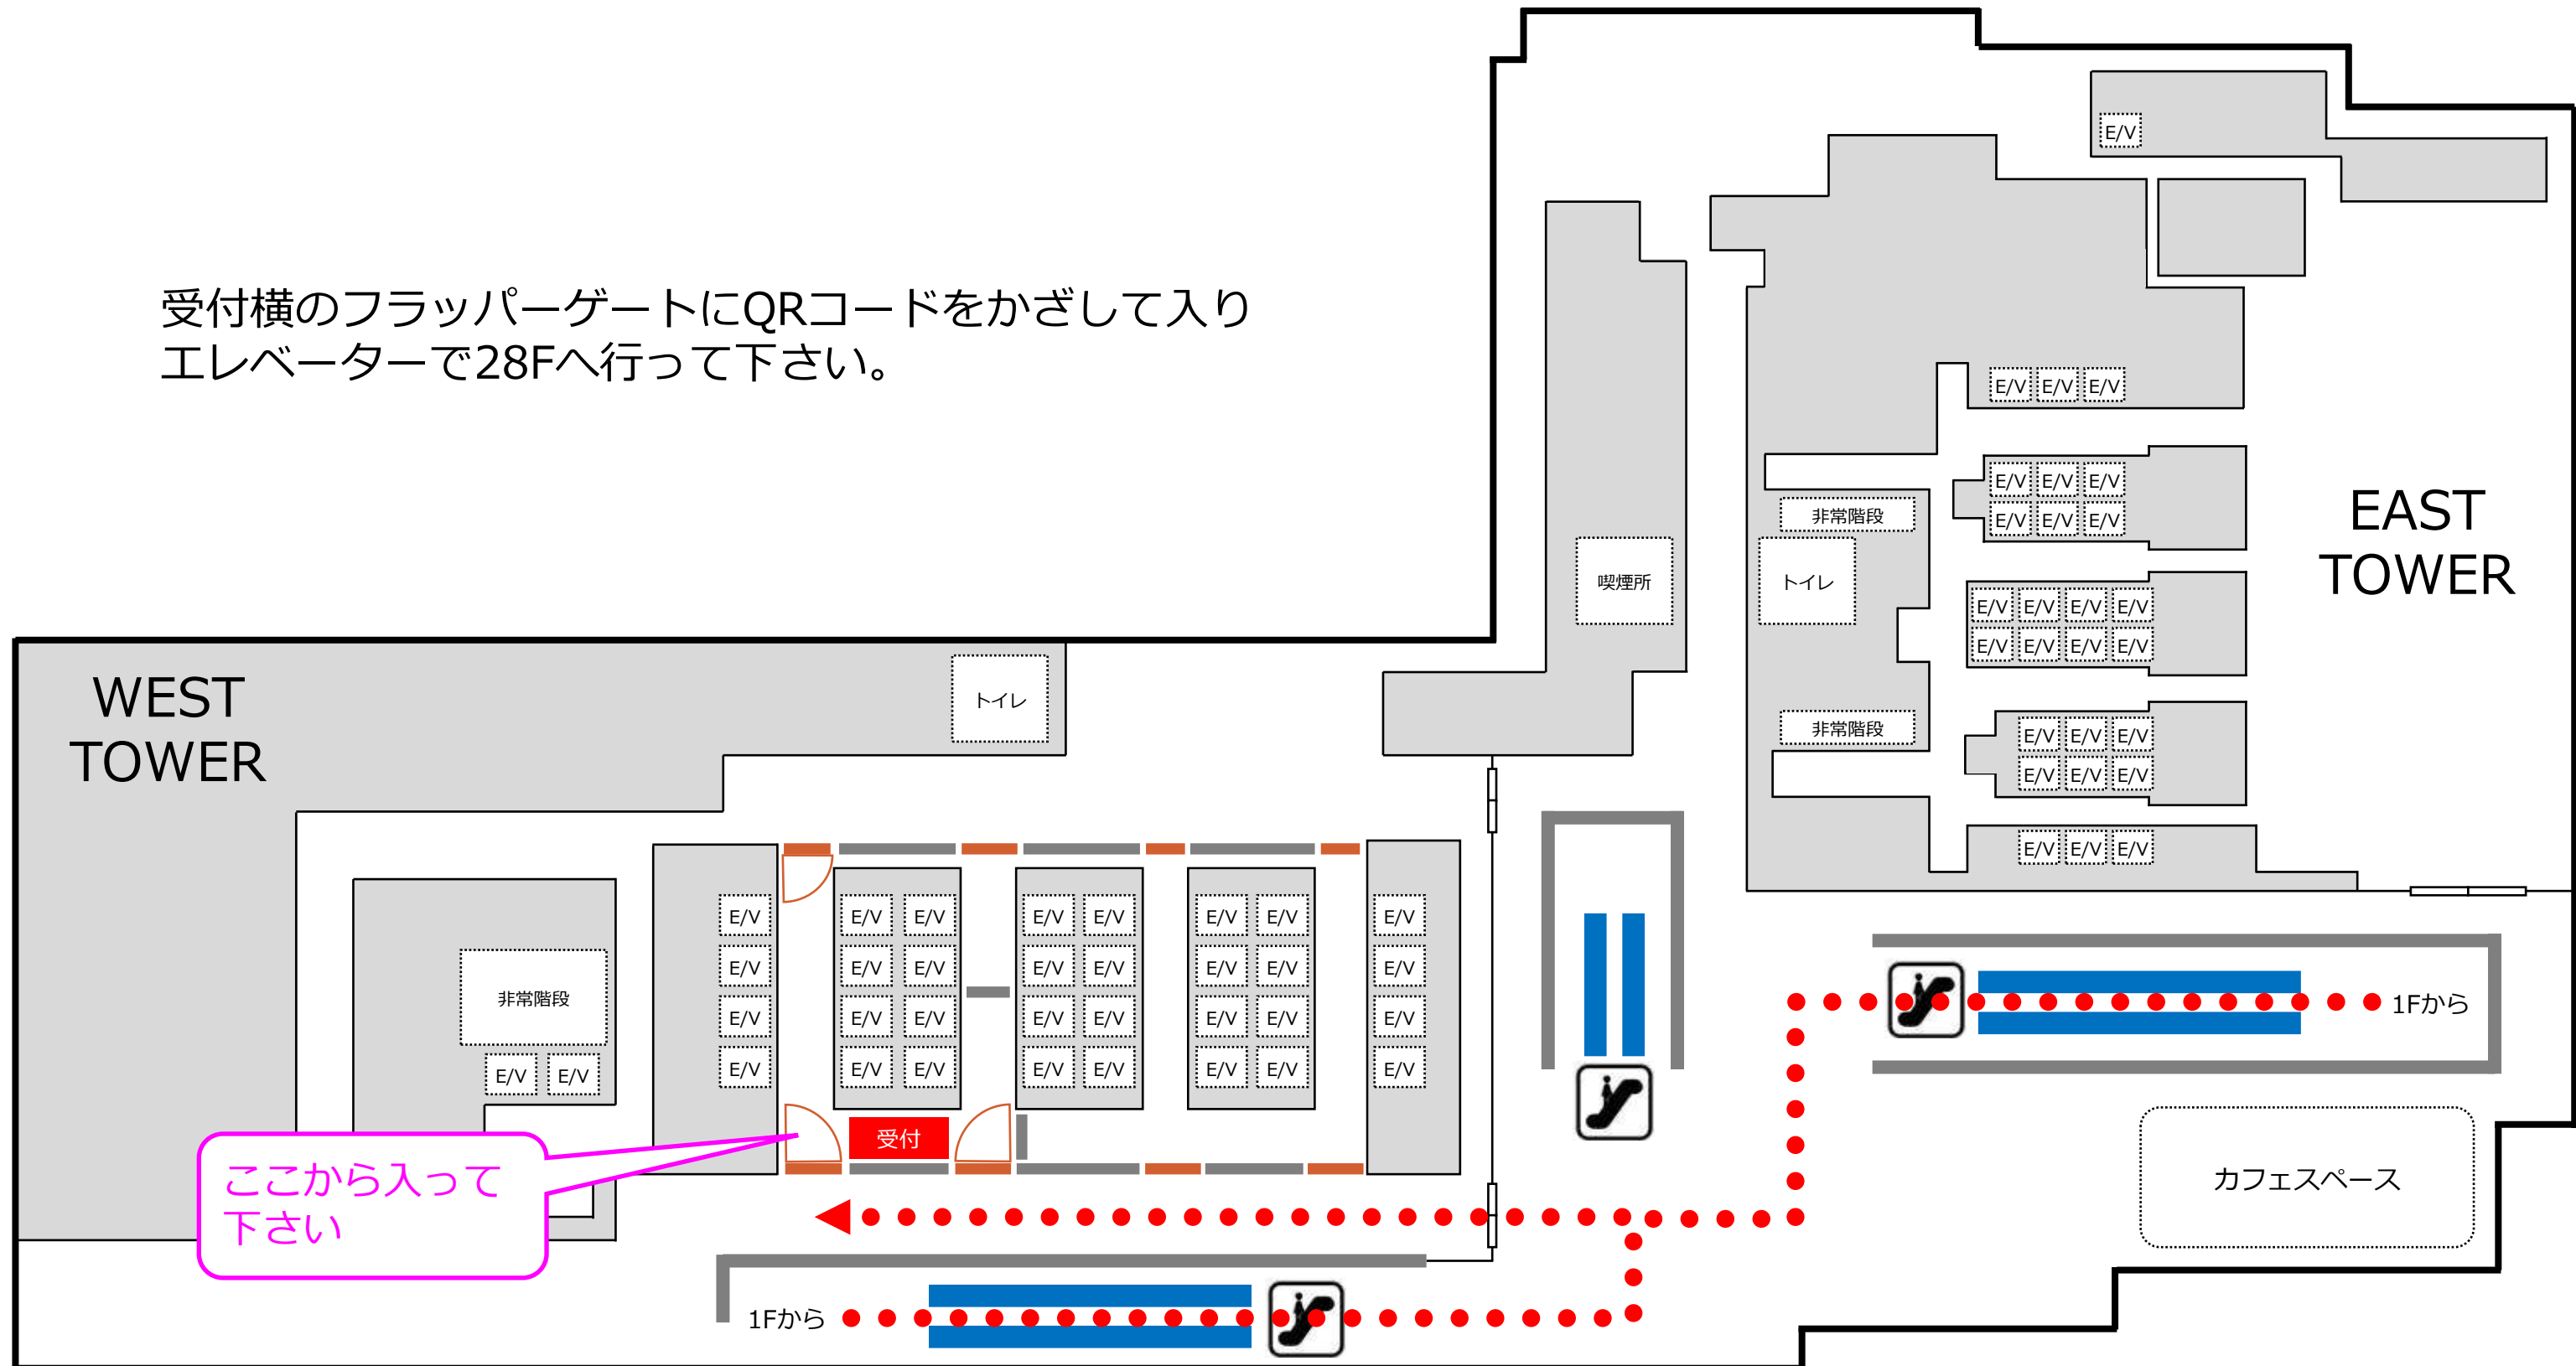 受付横のフラッパーゲートにQRコードをかざして入り
エレベーターで28Fへ行って下さい。
E/V
E/V E/V E/V
E/V E/V E/V
E/V E/V E/V
非常階段
喫煙所
トイレ
EAST
TOWER
E/V E/V E/V E/V
E/V E/V E/V E/V
WEST
TOWER
トイレ
非常階段
E/V E/V E/V
E/V E/V E/V
E/V E/V E/V
E/V E/V E/V E/V E/V E/V E/V E/V
E/V E/V E/V E/V E/V E/V E/V E/V
E/V E/V E/V E/V E/V E/V E/V E/V
E/V E/V E/V E/V E/V E/V E/V E/V
非常階段
E/V E/V
1Fから
受付
ここから入って
下さい
カフェスペース
1Fから